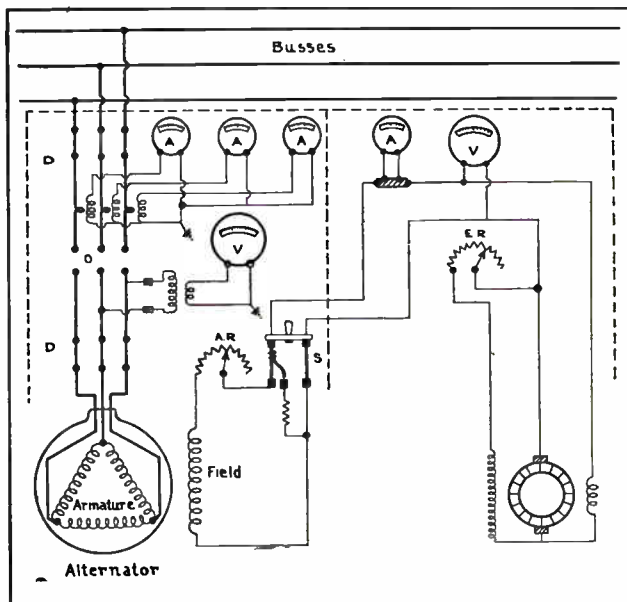 Busses
D
A
A
A
A
V
V
E.R
O
D
A.R
S
Field
Armature
Alternator